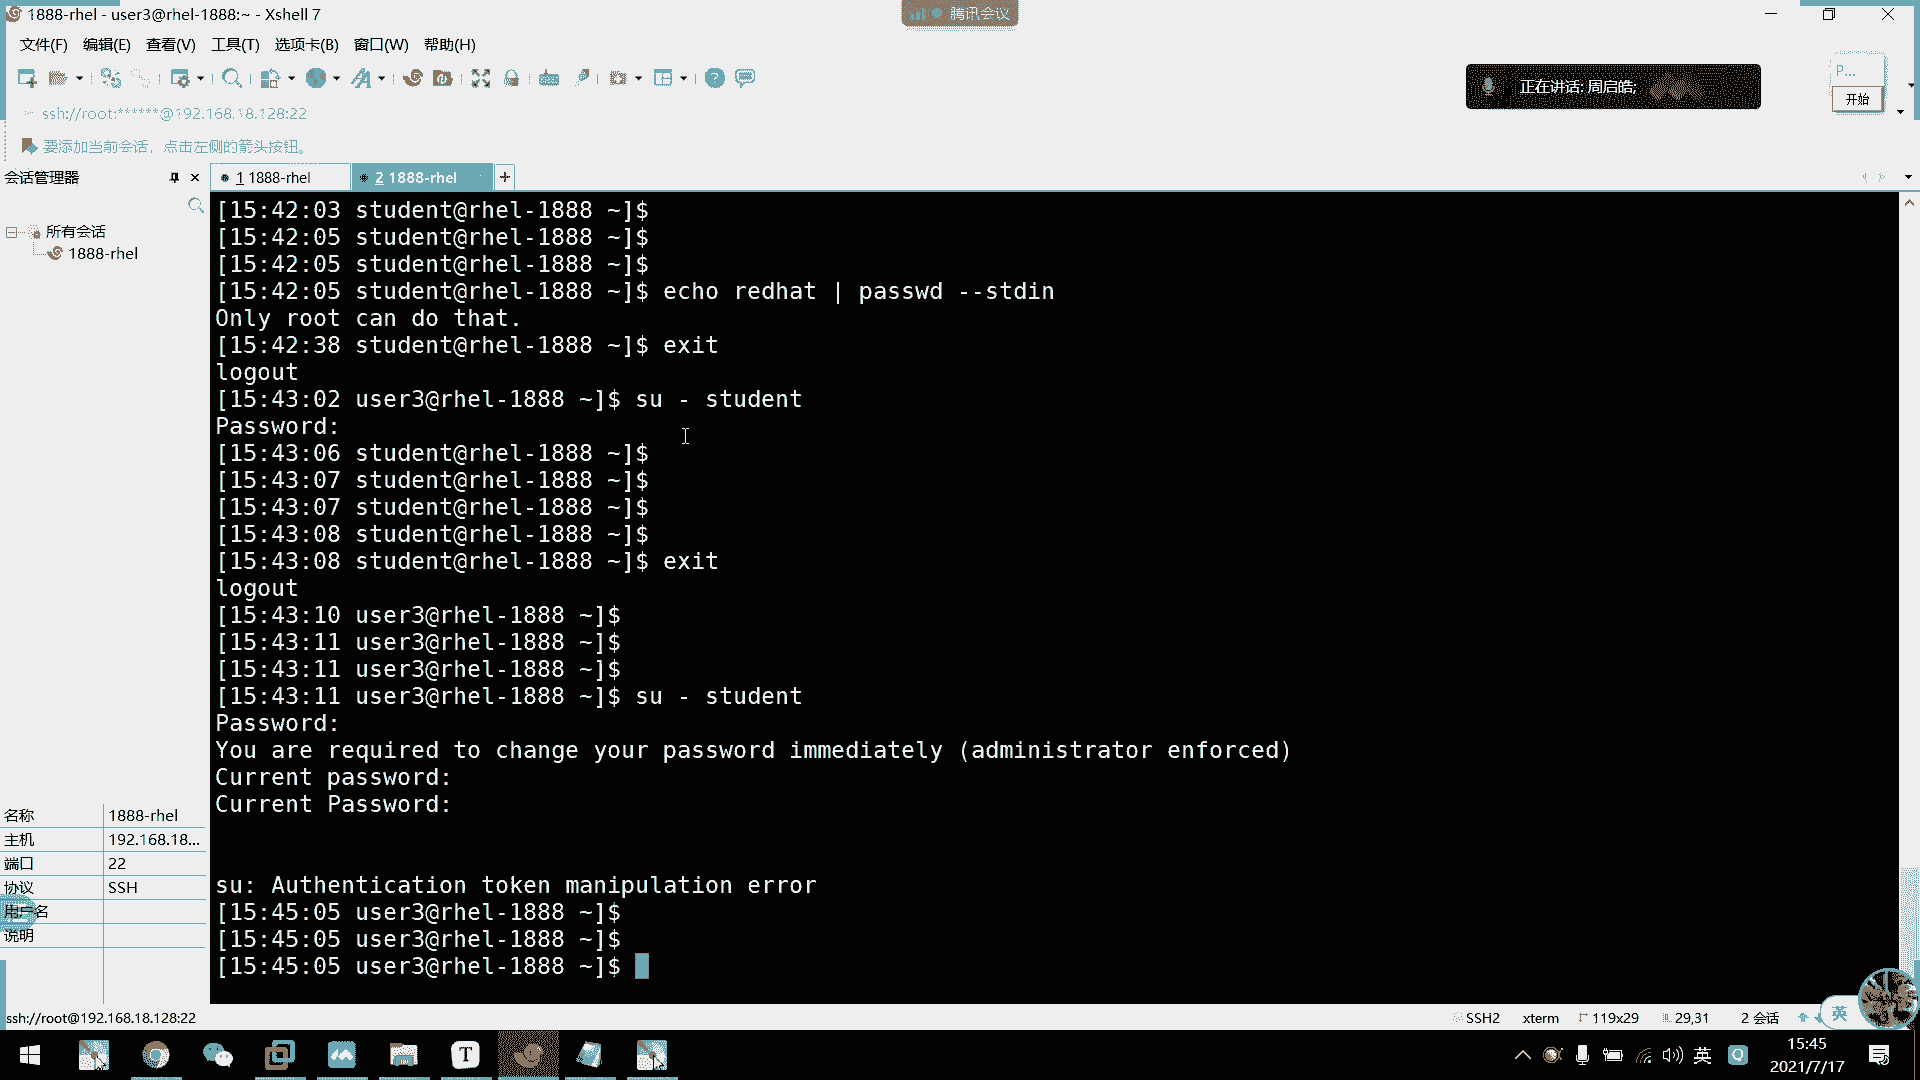 1888-rhel - user3@rhel-1888:~ - Xshell 7
腾讯会议
文件(F) 编辑(E) 查看(V) 工具(T) 选项卡(B) 窗口(W) 帮助(H)
正在讲话: 周启皓;
P...
开始
ssh://root:******@192.168.18.128:22
要添加当前会话，点击左侧的箭头按钮。
会话管理器
1 1888-rhel
2 1888-rhel
所有会话
1888-rhel
[15:42:03 student@rhel-1888 ~]$
[15:42:05 student@rhel-1888 ~]$
[15:42:05 student@rhel-1888 ~]$
[15:42:05 student@rhel-1888 ~]$ echo redhat | passwd --stdin
Only root can do that.
[15:42:38 student@rhel-1888 ~]$ exit
logout
[15:43:02 user3@rhel-1888 ~]$ su - student
Password:
[15:43:06 student@rhel-1888 ~]$
[15:43:07 student@rhel-1888 ~]$
[15:43:07 student@rhel-1888 ~]$
[15:43:08 student@rhel-1888 ~]$
[15:43:08 student@rhel-1888 ~]$ exit
logout
[15:43:10 user3@rhel-1888 ~]$
[15:43:11 user3@rhel-1888 ~]$
[15:43:11 user3@rhel-1888 ~]$
[15:43:11 user3@rhel-1888 ~]$ su - student
Password:
You are required to change your password immediately (administrator enforced)
Current password:
Current Password:
su: Authentication token manipulation error
[15:45:05 user3@rhel-1888 ~]$
[15:45:05 user3@rhel-1888 ~]$
[15:45:05 user3@rhel-1888 ~]$
名称 1888-rhel
主机 192.168.18...
端口 22
协议 SSH
用户名
说明
ssh://root@192.168.18.128:22
SSH2 xterm 119x29 29,31 2 会话
英
英
15:45
2021/7/17